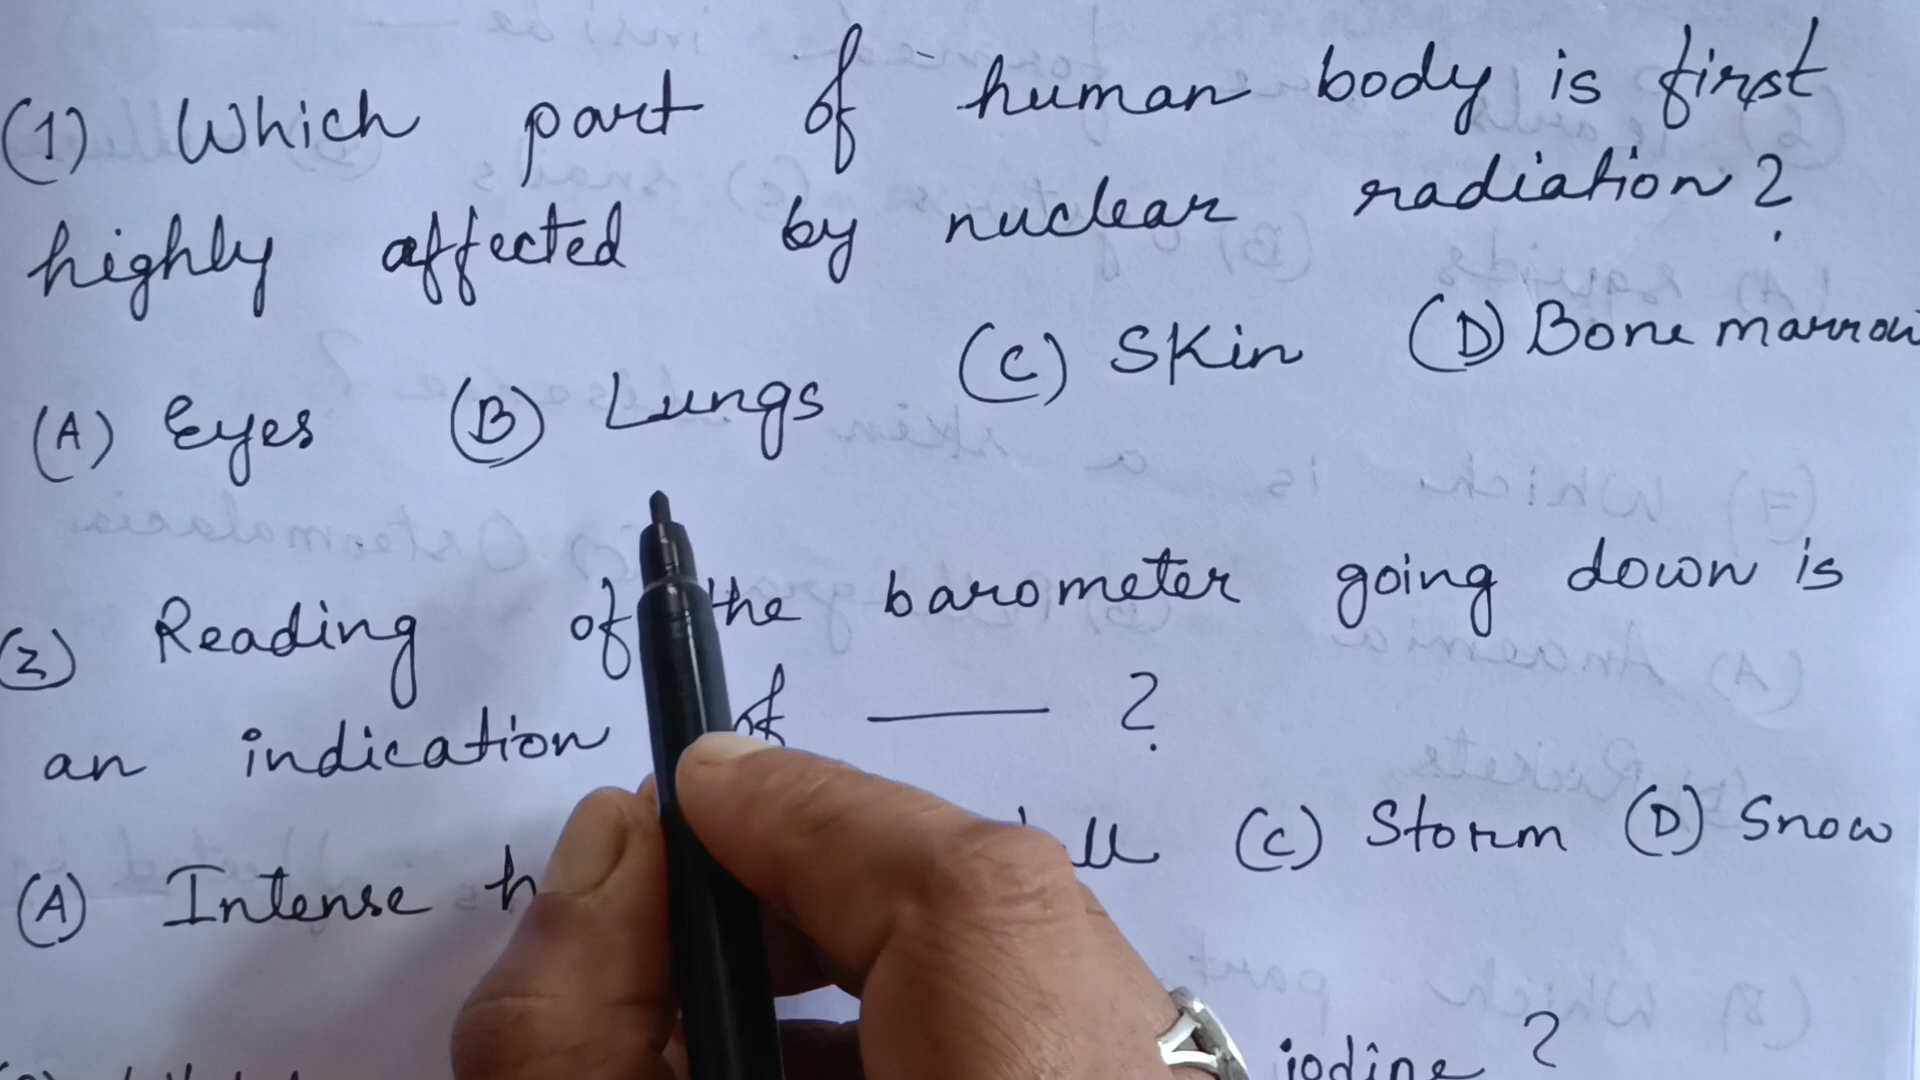 (1) Which part of human body is first
highly affected by nuclear radiation?
(A) Eyes (B) Lungs (C) Skin (D) Bone marrow
(2) Reading of the barometer going down is
an indication of ——— ?
(A) Intense (C) Storm (D) Snow
iodine ?